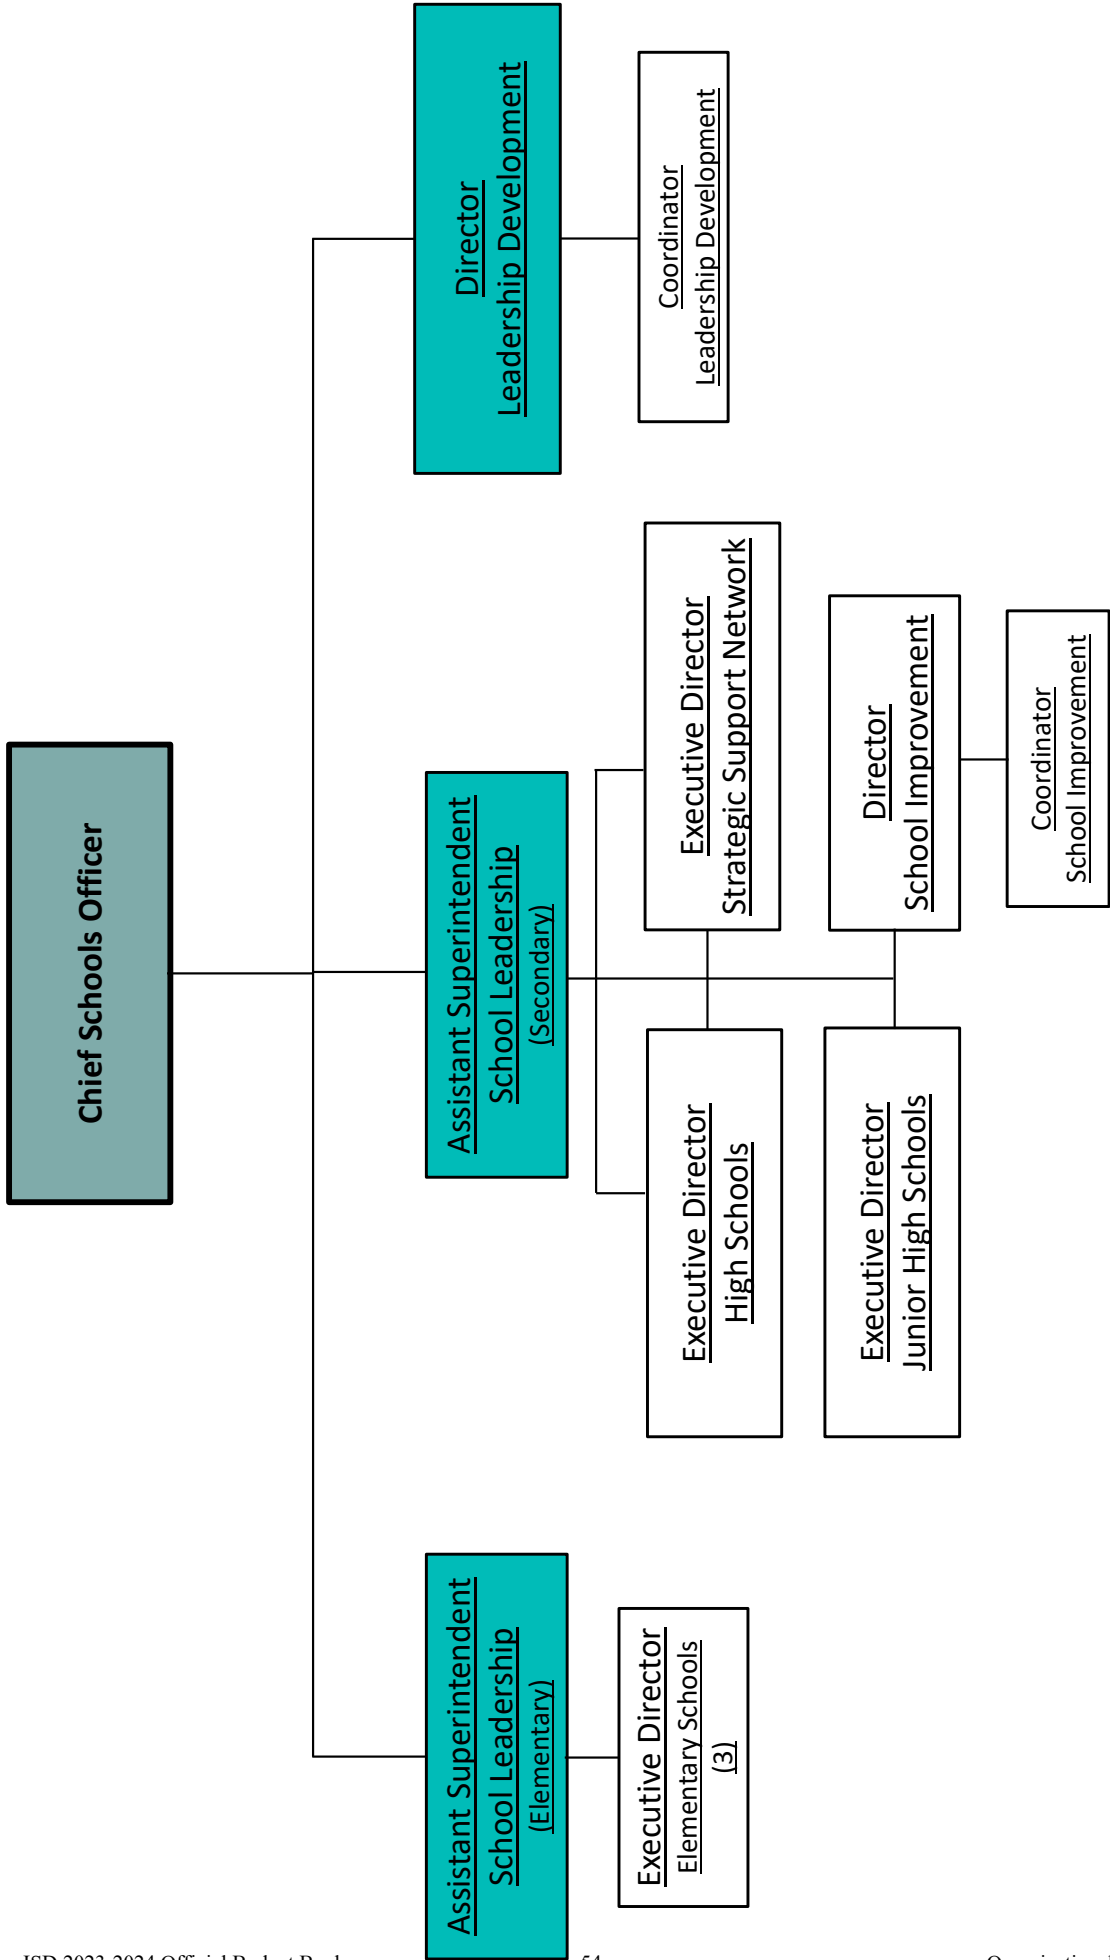 Chief Schools Officer
Assistant Superintendent
School Leadership
(Elementary)
Assistant Superintendent
School Leadership
(Secondary)
Director
Leadership Development
Executive Director
Elementary Schools
(3)
Executive Director
High Schools
Executive Director
Strategic Support Network
Coordinator
Leadership Development
Executive Director
Junior High Schools
Director
School Improvement
Coordinator
School Improvement
ISD 2023-2024 Official Budget Book
54